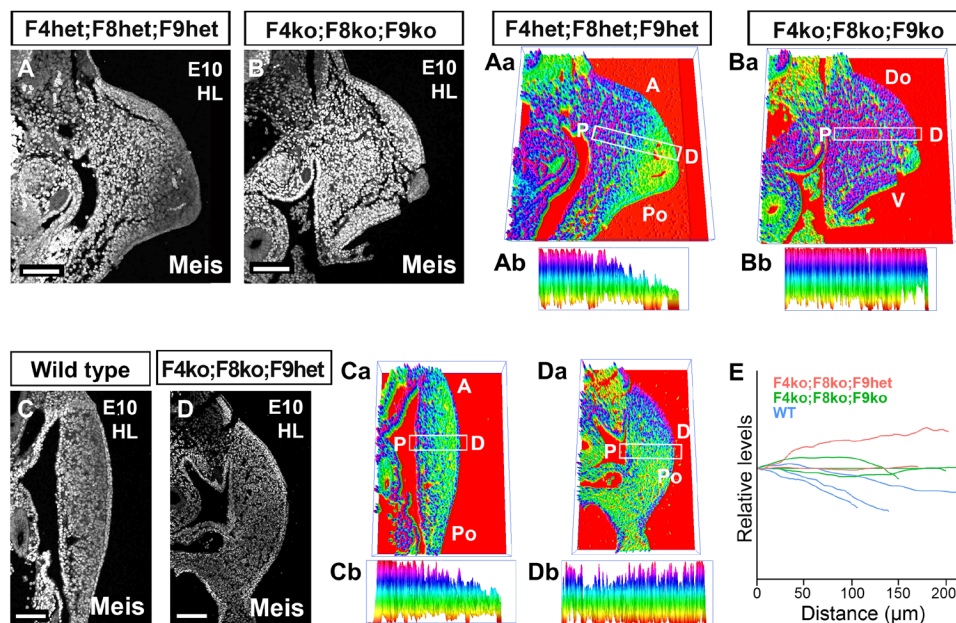 F4het;F8het;F9het
F4ko;F8ko;F9ko
F4het;F8het;F9het
F4ko;F8ko;F9ko
A
E10
HL
Meis
B
E10
HL
Meis
Aa
A
P
D
Po
Ba
Do
P
D
V
Ab
Bb
Wild type
F4ko;F8ko;F9het
C
E10
HL
Meis
D
E10
HL
Meis
Ca
A
P
D
Po
Da
D
P
Po
Cb
Db
E
F4ko;F8ko;F9het
F4ko;F8ko;F9ko
WT
Relative levels
0 50 100 150 200
Distance (μm)